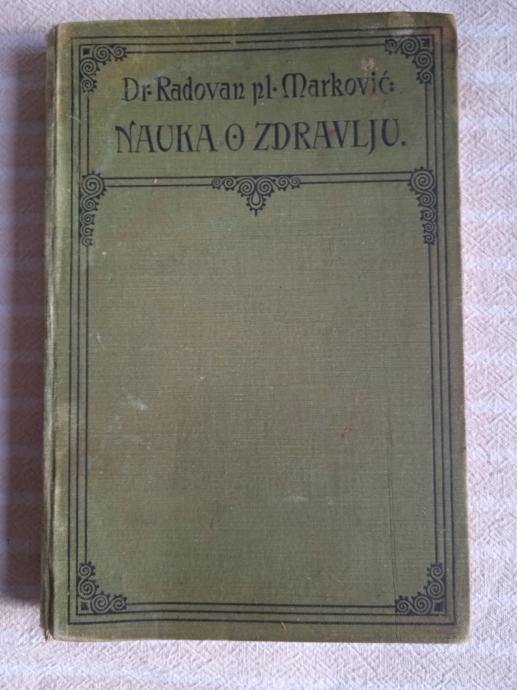 Dr. Radovan pl. Marković:
NAUKA O ZDRAVLJU.